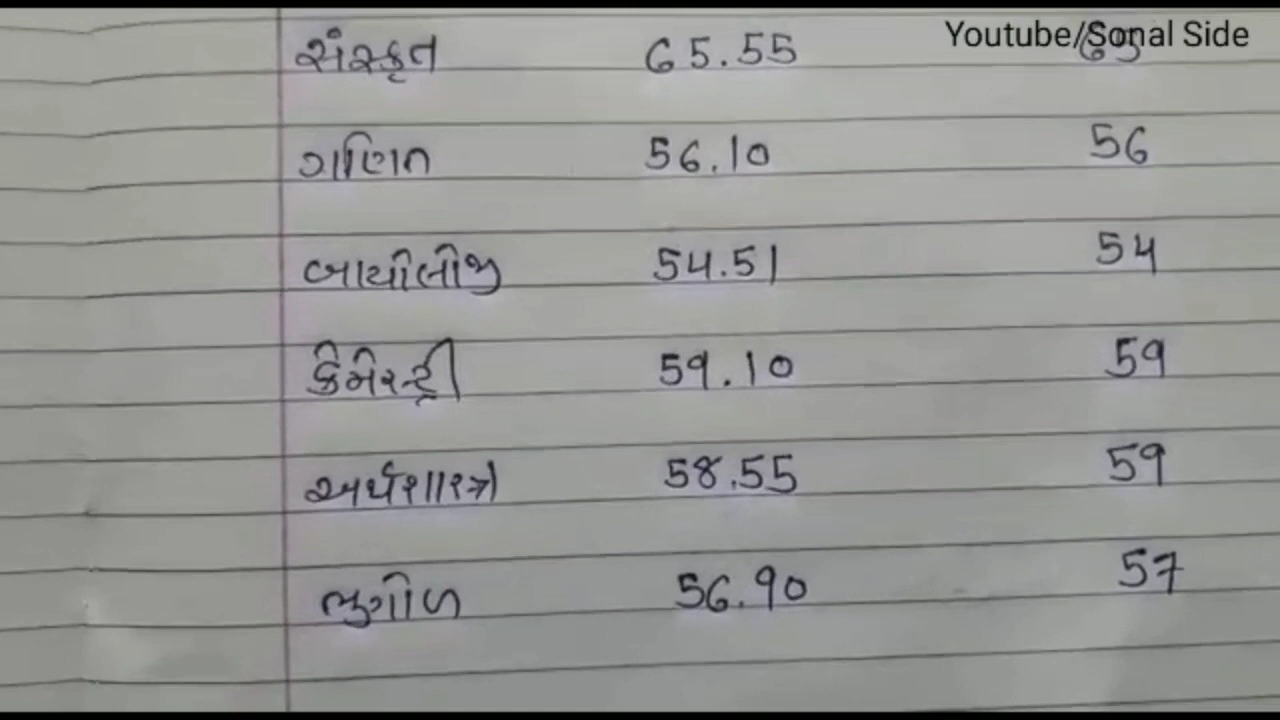 Youtube/Sonal Side
સંસ્કૃત 65.55 65
ગણિત 56.10 56
બાયોલોજી 54.51 54
કેમેસ્ટ્રી 59.10 59
અર્થશાસ્ત્રો 58.55 59
ભુગોળ 56.90 57